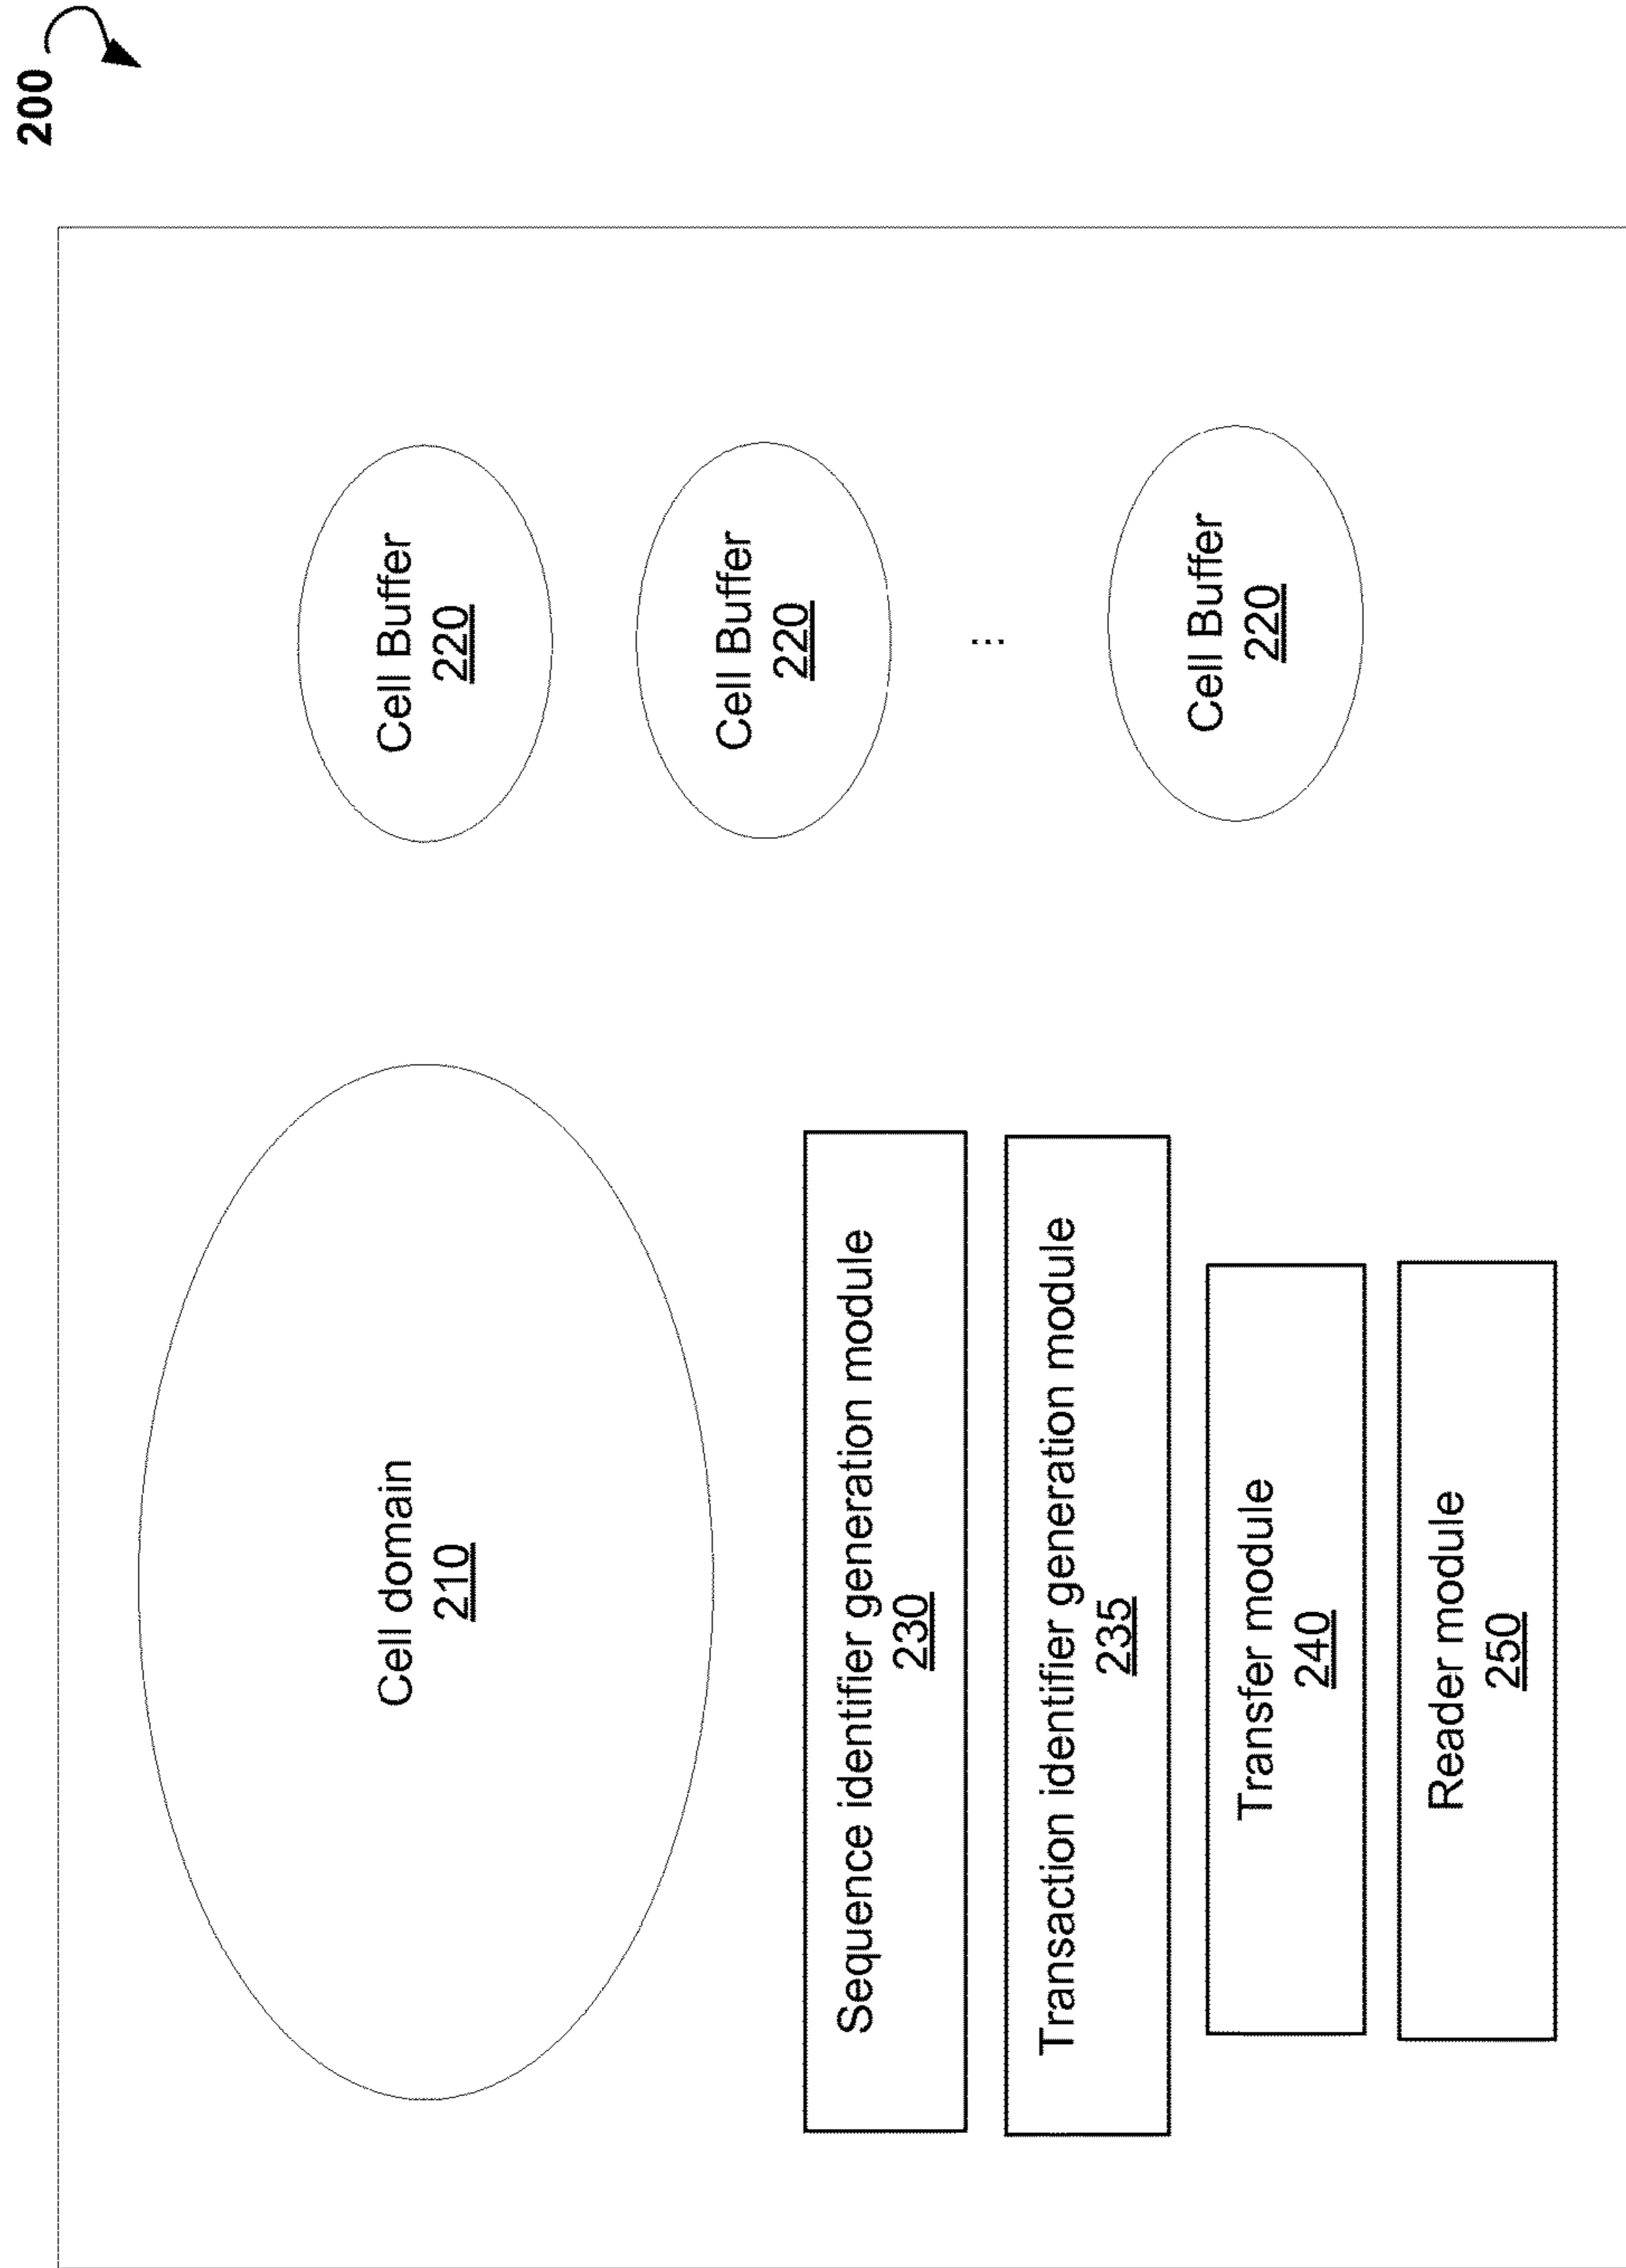 200
Cell domain
210
Sequence identifier generation module
230
Transaction identifier generation module
235
Transfer module
240
Reader module
250
Cell Buffer
220
Cell Buffer
220
...
Cell Buffer
220